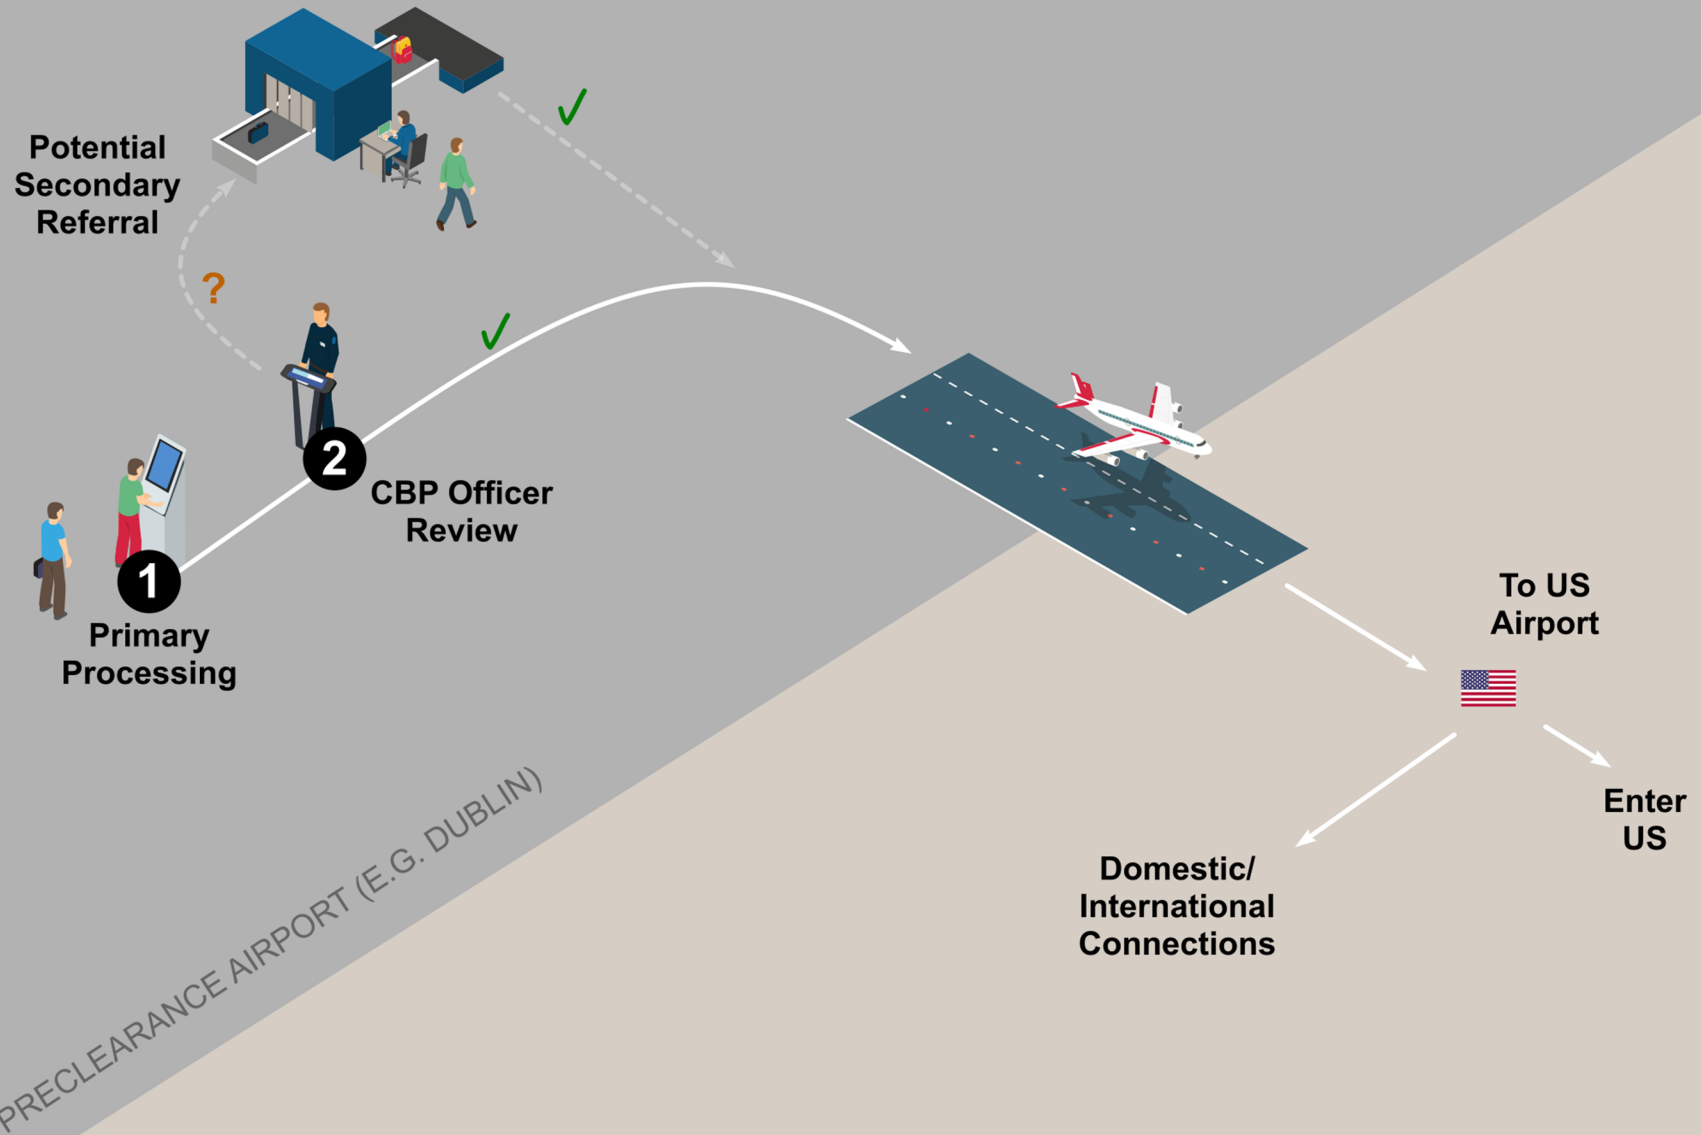 Potential
Secondary
Referral
?
2
CBP Officer
Review
1
Primary
Processing
PRECLEARANCE AIRPORT (E.G. DUBLIN)
To US
Airport
Enter
US
Domestic/
International
Connections